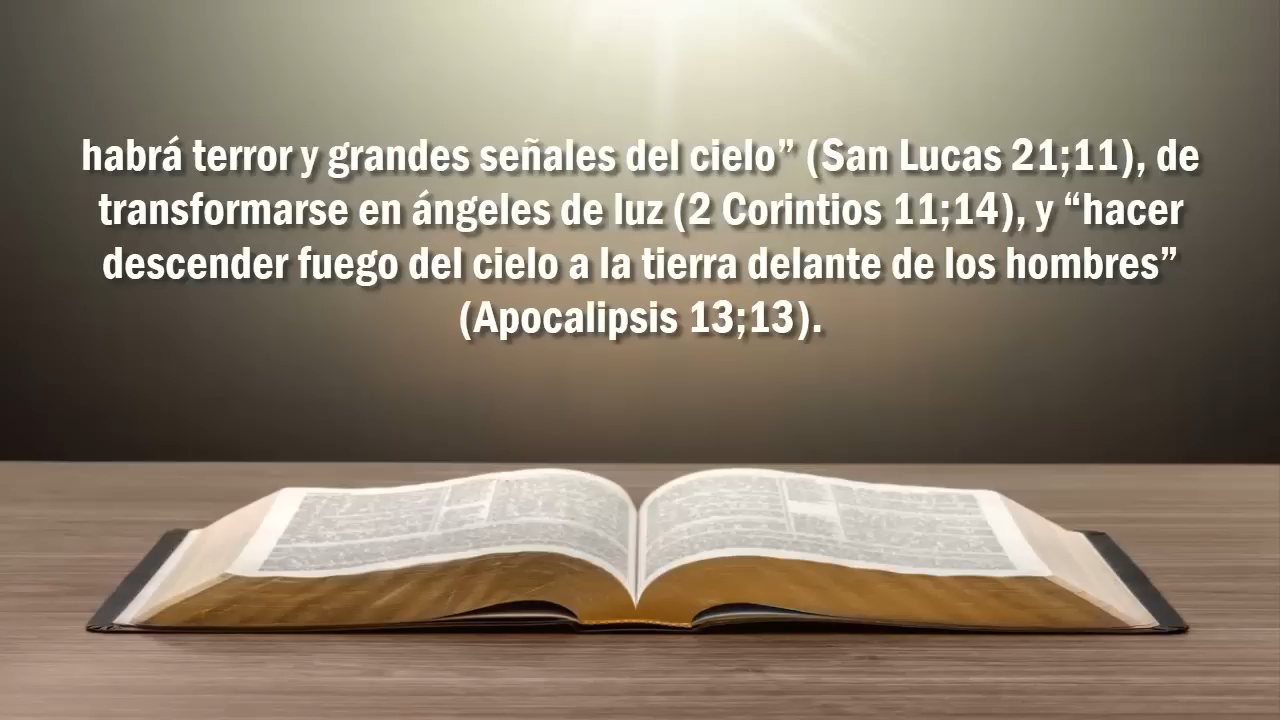 habrá terror y grandes señales del cielo” (San Lucas 21;11), de
transformarse en ángeles de luz (2 Corintios 11;14), y “hacer
descender fuego del cielo a la tierra delante de los hombres”
(Apocalipsis 13;13).